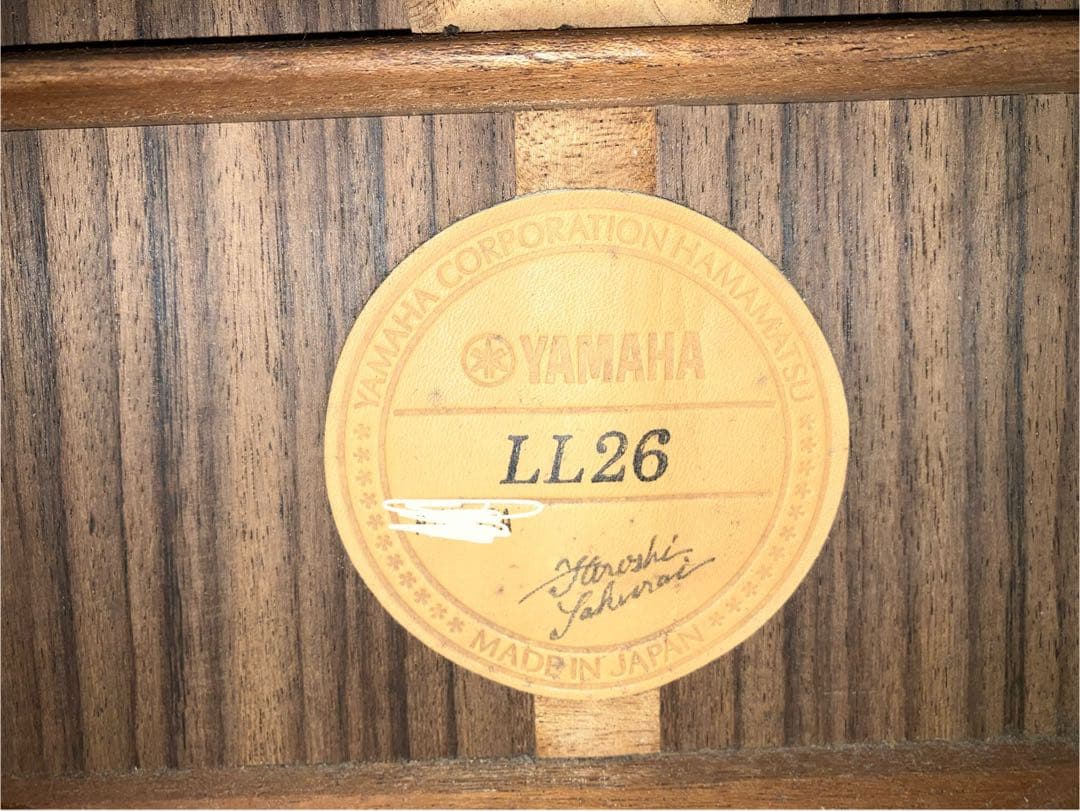 YAMAHA CORPORATION HAMAMATSU
YAMAHA
LL26
Hiroshi
Sakurai
MADE IN JAPAN